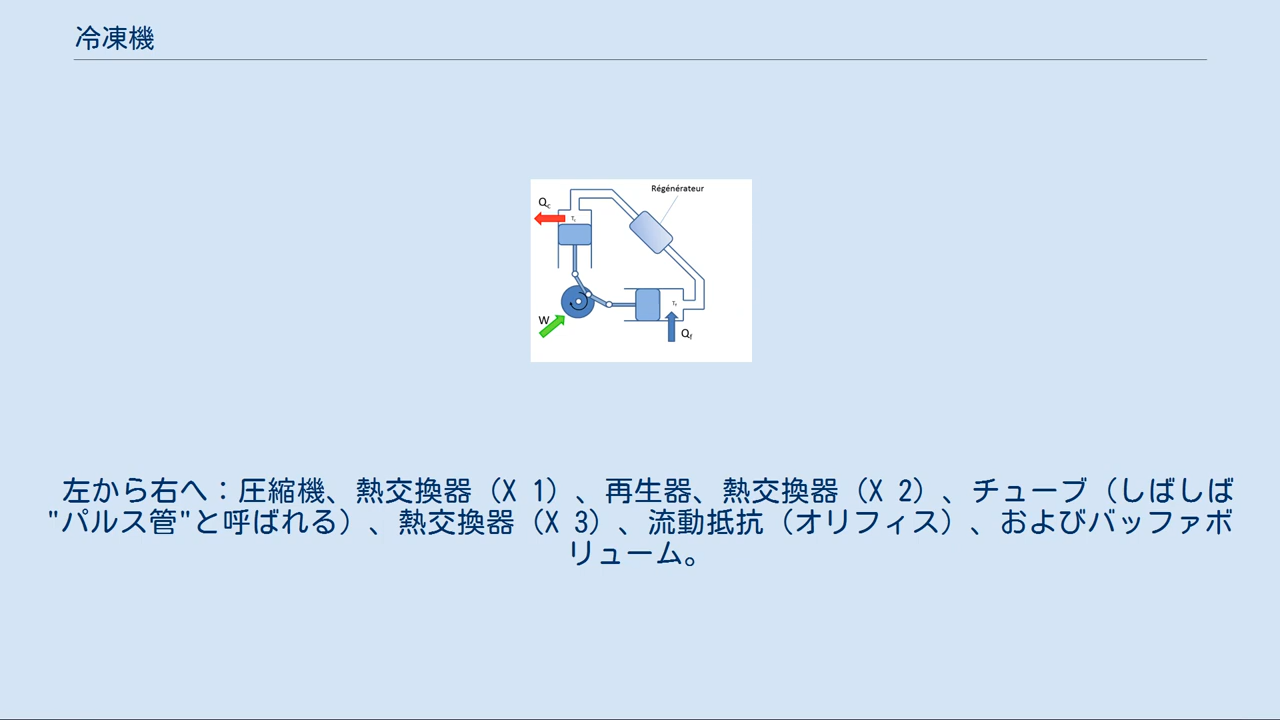 冷凍機
Régénérateur
Qc
Tc
W
Qf
左から右へ：圧縮機、熱交換器（X 1）、再生器、熱交換器（X 2）、チューブ（しばしば
"パルス管"と呼ばれる）、熱交換器（X 3）、流動抵抗（オリフィス）、およびバッファボ
リューム。